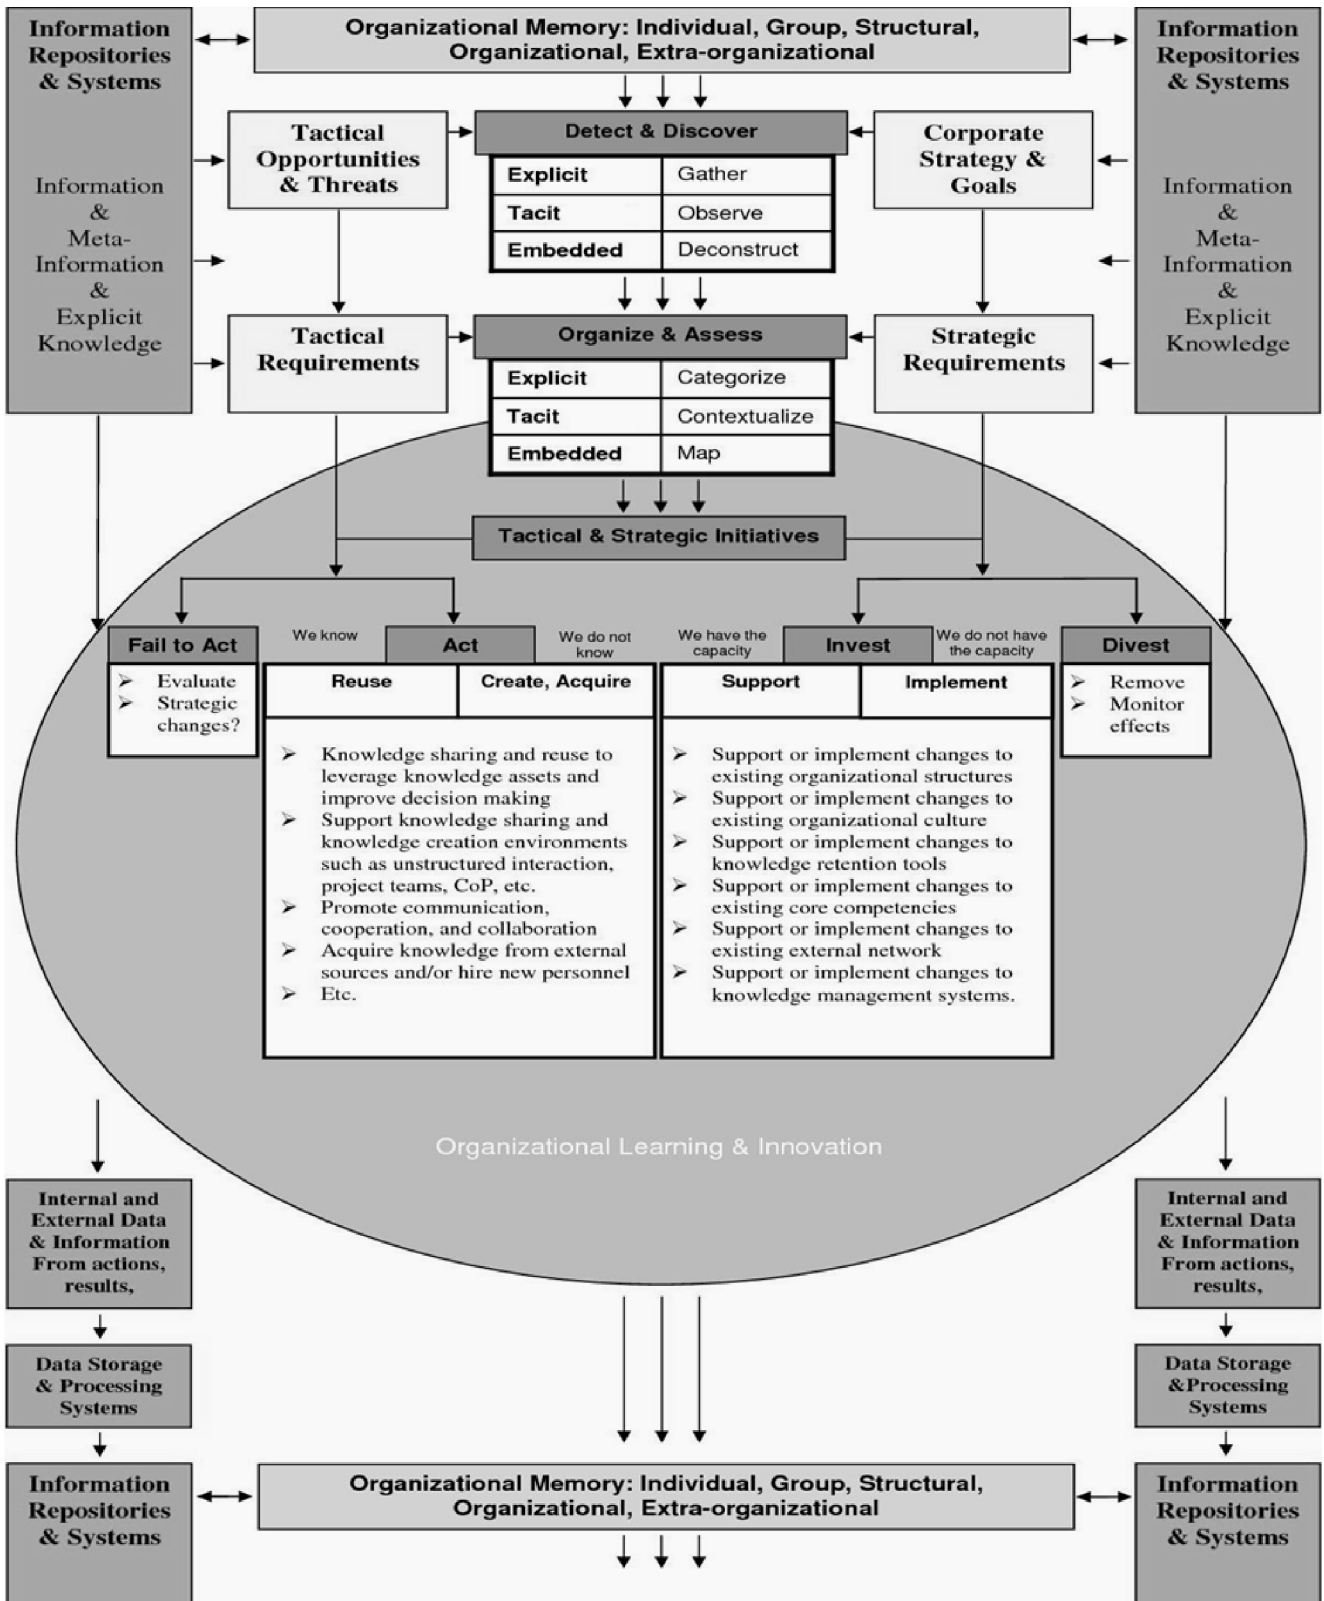 Information
Repositories
& Systems
Information
&
Meta-
Information
&
Explicit
Knowledge
Organizational Memory: Individual, Group, Structural,
Organizational, Extra-organizational
Information
Repositories
& Systems
Information
&
Meta-
Information
&
Explicit
Knowledge
Tactical
Opportunities
& Threats
Detect & Discover
Explicit Gather
Tacit Observe
Embedded Deconstruct
Corporate
Strategy &
Goals
Tactical
Requirements
Organize & Assess
Explicit Categorize
Tacit Contextualize
Embedded Map
Strategic
Requirements
Tactical & Strategic Initiatives
Fail to Act
➢ Evaluate
➢ Strategic
changes?
We know
Act
We do not
know
Reuse
Create, Acquire
➢ Knowledge sharing and reuse to
leverage knowledge assets and
improve decision making
➢ Support knowledge sharing and
knowledge creation environments
such as unstructured interaction,
project teams, CoP, etc.
➢ Promote communication,
cooperation, and collaboration
➢ Acquire knowledge from external
sources and/or hire new personnel
➢ Etc.
We have the
capacity
Invest
We do not have
the capacity
Support
Implement
➢ Support or implement changes to
existing organizational structures
➢ Support or implement changes to
existing organizational culture
➢ Support or implement changes to
knowledge retention tools
➢ Support or implement changes to
existing core competencies
➢ Support or implement changes to
existing external network
➢ Support or implement changes to
knowledge management systems.
Divest
➢ Remove
➢ Monitor
effects
Organizational Learning & Innovation
Internal and
External Data
& Information
From actions,
results,
Data Storage
& Processing
Systems
Information
Repositories
& Systems
Organizational Memory: Individual, Group, Structural,
Organizational, Extra-organizational
Internal and
External Data
& Information
From actions,
results,
Data Storage
&Processing
Systems
Information
Repositories
& Systems